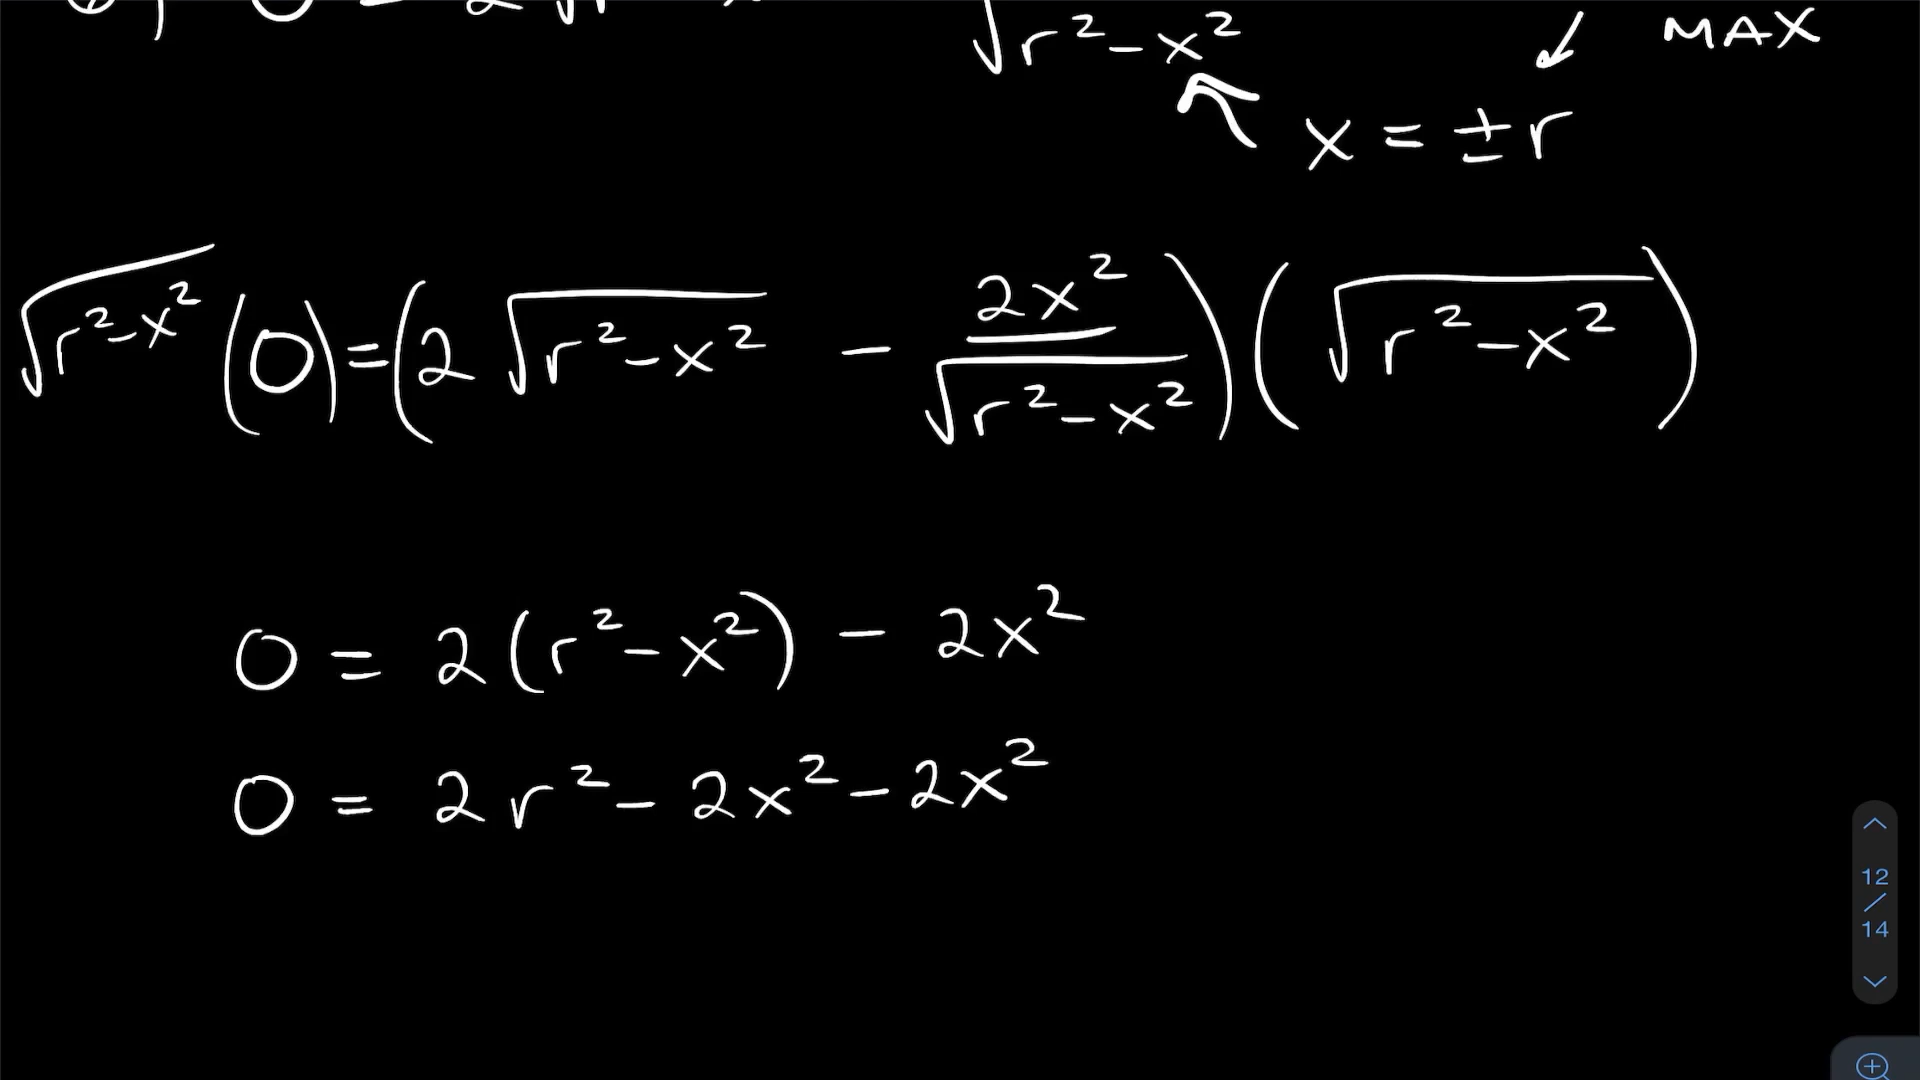 √r²-x² MAX
x = ±r
√r²-x² (0) = (2 √r²-x² - 2x²/√r²-x²)(√r²-x²)
0 = 2(r²-x²) - 2x²
0 = 2r² - 2x² - 2x²
12
/
14